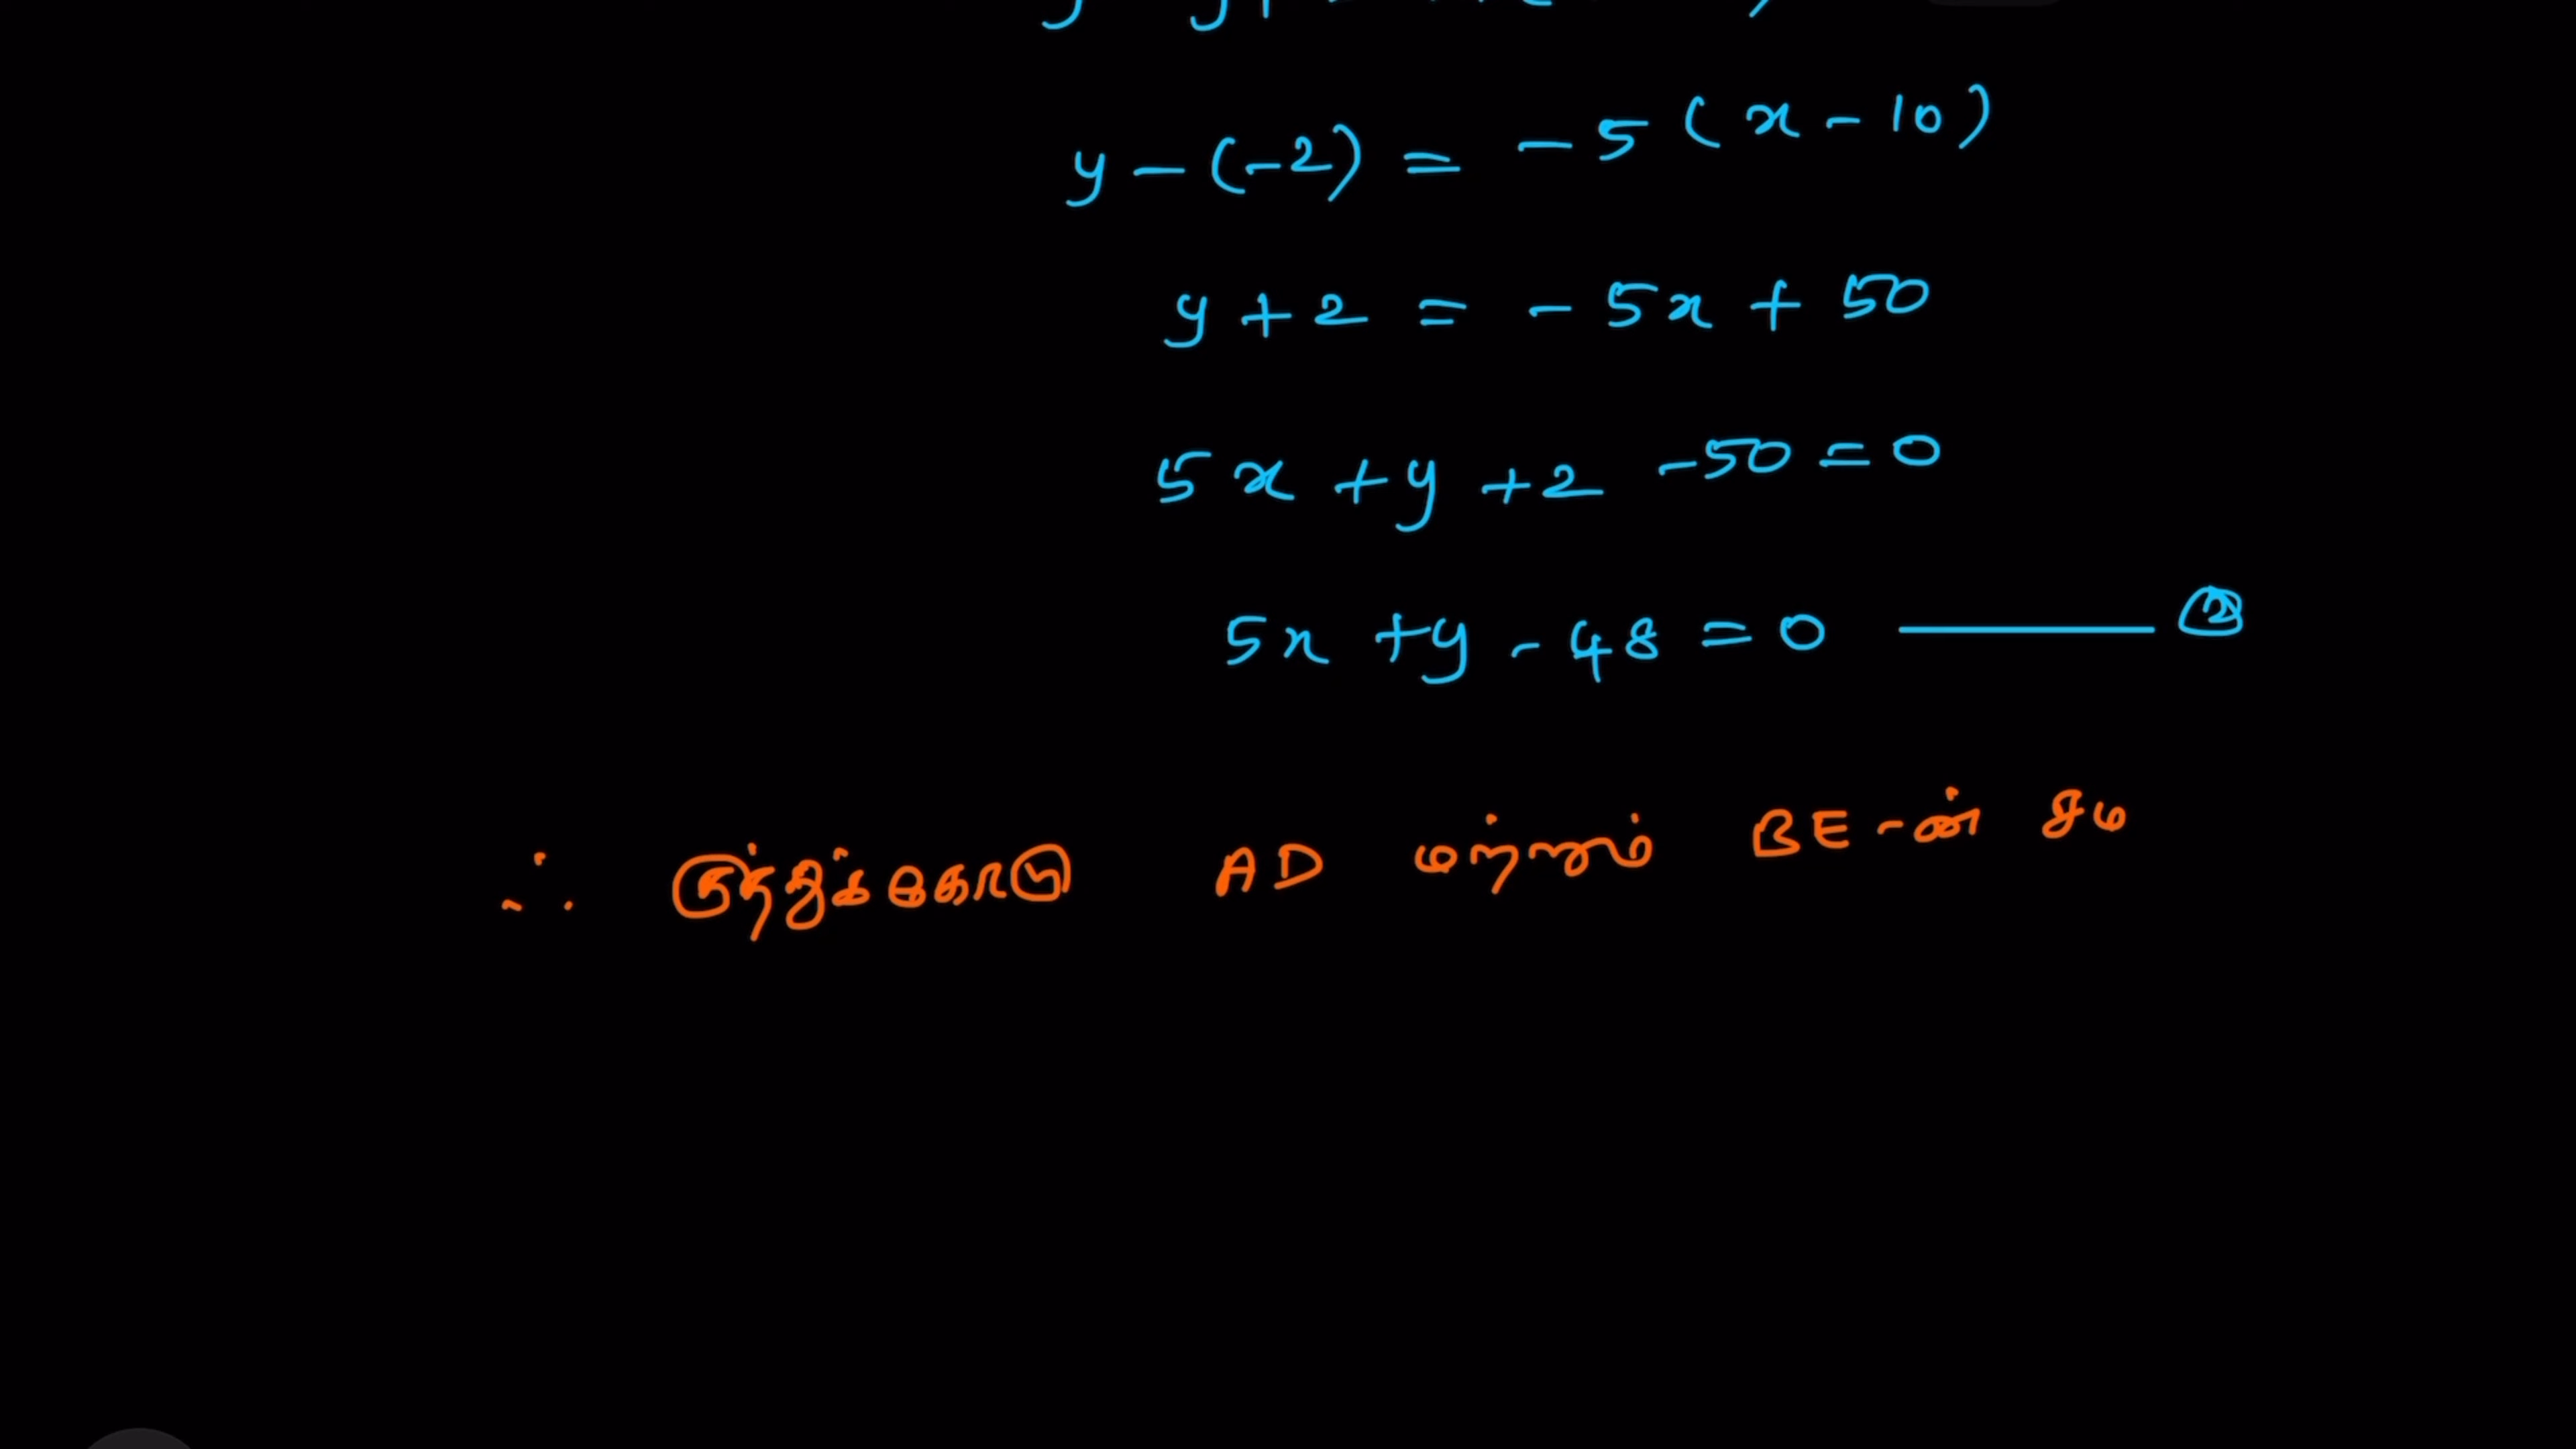 y - (-2) = -5 (x - 10)
y + 2 = - 5x + 50
5x + y + 2 - 50 = 0
5x + y - 48 = 0 ——— ②
∴ குத்துக்கோடு AD மற்றும் BE-ன் சம